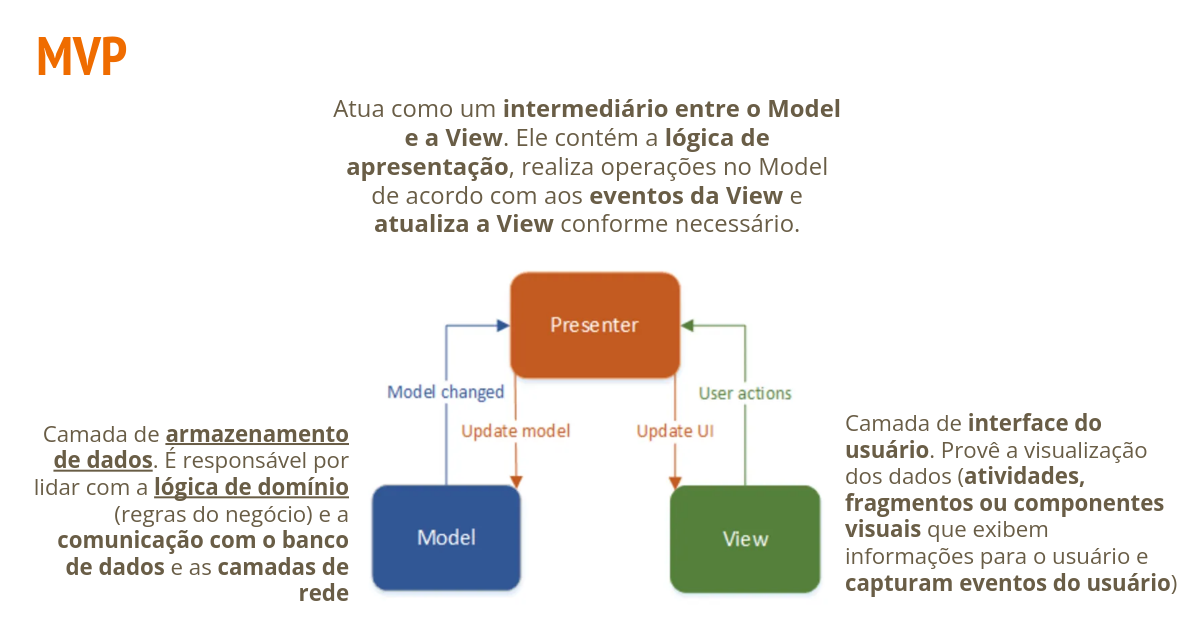 MVP
Atua como um intermediário entre o Model
e a View. Ele contém a lógica de
apresentação, realiza operações no Model
de acordo com aos eventos da View e
atualiza a View conforme necessário.
Presenter
Model changed
User actions
Update model
Update UI
Camada de armazenamento
de dados. É responsável por
lidar com a lógica de domínio
(regras do negócio) e a
comunicação com o banco
de dados e as camadas de
rede
Model
View
Camada de interface do
usuário. Provê a visualização
dos dados (atividades,
fragmentos ou componentes
visuais que exibem
informações para o usuário e
capturam eventos do usuário)